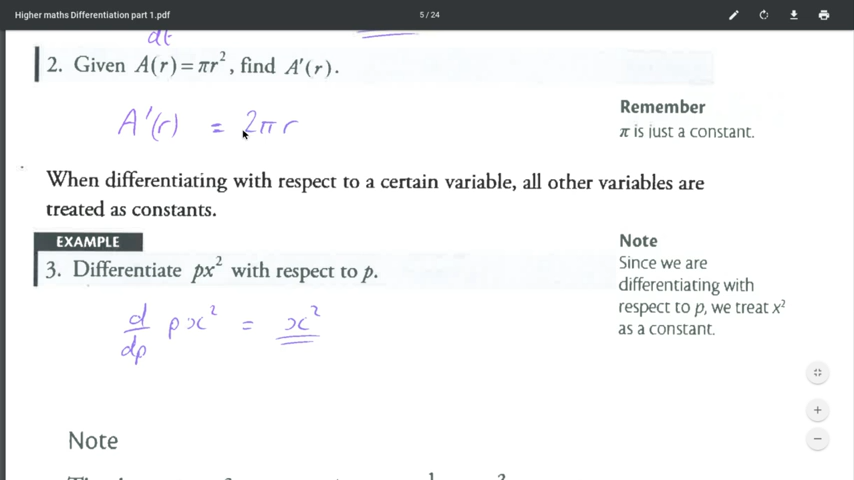 Higher maths Differentiation part 1.pdf
5 / 24
dt
2. Given A(r) = πr², find A′(r).
A'(r) = 2πr
Remember
π is just a constant.
When differentiating with respect to a certain variable, all other variables are
treated as constants.
EXAMPLE
3. Differentiate px² with respect to p.
d/dp px² = x²
Note
Since we are
differentiating with
respect to p, we treat x²
as a constant.
Note